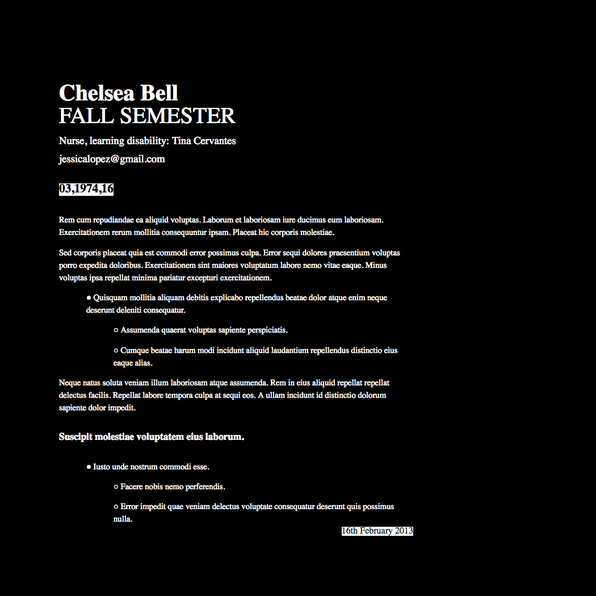 Chelsea Bell
FALL SEMESTER
Nurse, learning disability: Tina Cervantes
jessicalopez@gmail.com
03,1974,16
Rem cum repudiandae ea aliquid voluptas. Laborum et laboriosam iure ducimus eum laboriosam.
Exercitationem rerum mollitia consequuntur ipsam. Placeat hic corporis molestiae.
Sed corporis placeat quia est commodi error possimus culpa. Error sequi dolores praesentium voluptas
porro expedita doloribus. Exercitationem sint maiores voluptatum labore nemo vitae eaque. Minus
voluptas ipsa repellat minima pariatur excepturi exercitationem.
● Quisquam mollitia aliquam debitis explicabo repellendus beatae dolor atque enim neque
deserunt deleniti consequatur.
○ Assumenda quaerat voluptas sapiente perspiciatis.
○ Cumque beatae harum modi incidunt aliquid laudantium repellendus distinctio eius
eaque alias.
Neque natus soluta veniam illum laboriosam atque assumenda. Rem in eius aliquid repellat repellat
delectus facilis. Repellat labore tempora culpa at sequi eos. A ullam incidunt id distinctio dolorum
sapiente dolor impedit.
Suscipit molestiae voluptatem eius laborum.
● Iusto unde nostrum commodi esse.
○ Facere nobis nemo perferendis.
○ Error impedit quae veniam delectus voluptate consequatur deserunt quis possimus
nulla.
16th February 2013